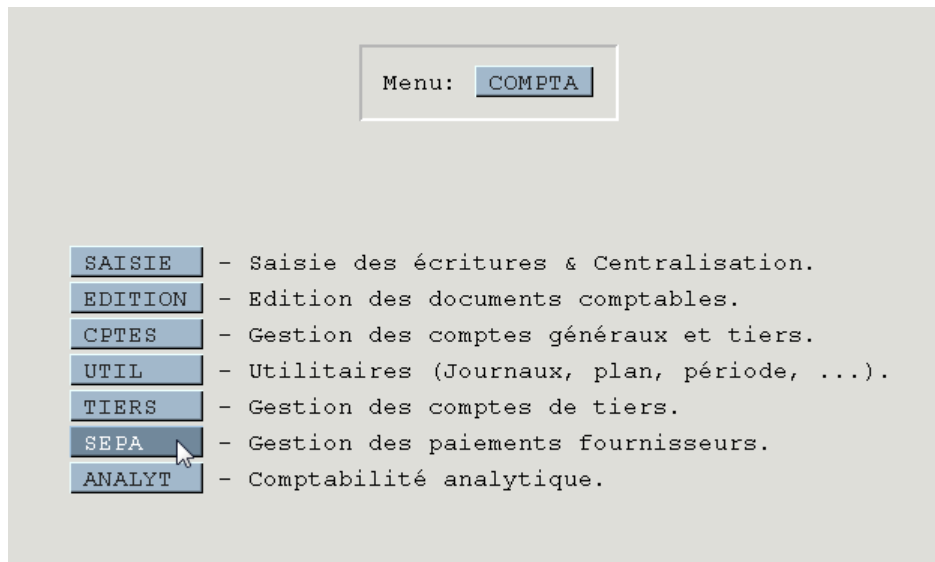 Menu: COMPTA
SAISIE - Saisie des écritures & Centralisation.
EDITION - Edition des documents comptables.
CPTES - Gestion des comptes généraux et tiers.
UTIL - Utilitaires (Journaux, plan, période, ...).
TIERS - Gestion des comptes de tiers.
SEPA - Gestion des paiements fournisseurs.
ANALYT - Comptabilité analytique.